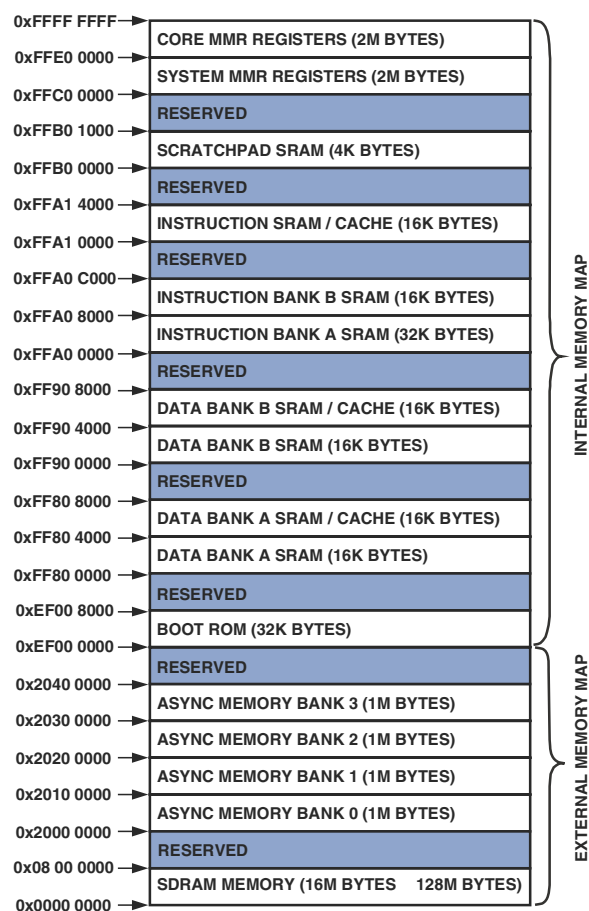 0xFFFF FFFF
CORE MMR REGISTERS (2M BYTES)
0xFFE0 0000
SYSTEM MMR REGISTERS (2M BYTES)
0xFFC0 0000
RESERVED
0xFFB0 1000
SCRATCHPAD SRAM (4K BYTES)
0xFFB0 0000
RESERVED
0xFFA1 4000
INSTRUCTION SRAM / CACHE (16K BYTES)
0xFFA1 0000
RESERVED
0xFFA0 C000
INSTRUCTION BANK B SRAM (16K BYTES)
0xFFA0 8000
INSTRUCTION BANK A SRAM (32K BYTES)
0xFFA0 0000
RESERVED
0xFF90 8000
DATA BANK B SRAM / CACHE (16K BYTES)
0xFF90 4000
DATA BANK B SRAM (16K BYTES)
0xFF90 0000
RESERVED
0xFF80 8000
DATA BANK A SRAM / CACHE (16K BYTES)
0xFF80 4000
DATA BANK A SRAM (16K BYTES)
0xFF80 0000
RESERVED
0xEF00 8000
BOOT ROM (32K BYTES)
0xEF00 0000
RESERVED
0x2040 0000
ASYNC MEMORY BANK 3 (1M BYTES)
0x2030 0000
ASYNC MEMORY BANK 2 (1M BYTES)
0x2020 0000
ASYNC MEMORY BANK 1 (1M BYTES)
0x2010 0000
ASYNC MEMORY BANK 0 (1M BYTES)
0x2000 0000
RESERVED
0x08 00 0000
SDRAM MEMORY (16M BYTES 128M BYTES)
0x0000 0000
INTERNAL MEMORY MAP
EXTERNAL MEMORY MAP